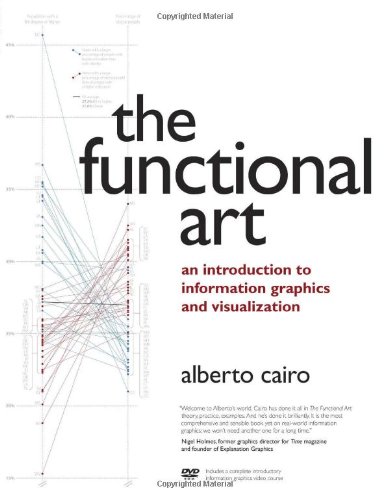 Copyrighted Material
the
functional
art
an introduction to
information graphics
and visualization
alberto cairo
"Welcome to Alberto's world. Cairo has done it all in The Functional Art:
theory, practice, examples. And he's done it brilliantly. It is the most
comprehensive and sensible book yet on real-world information
graphics; we won't need another one for a long time."
Nigel Holmes, former graphics director for Time magazine
and founder of Explanation Graphics
DVD
Includes a complete introductory
information graphics video course
Copyrighted Material